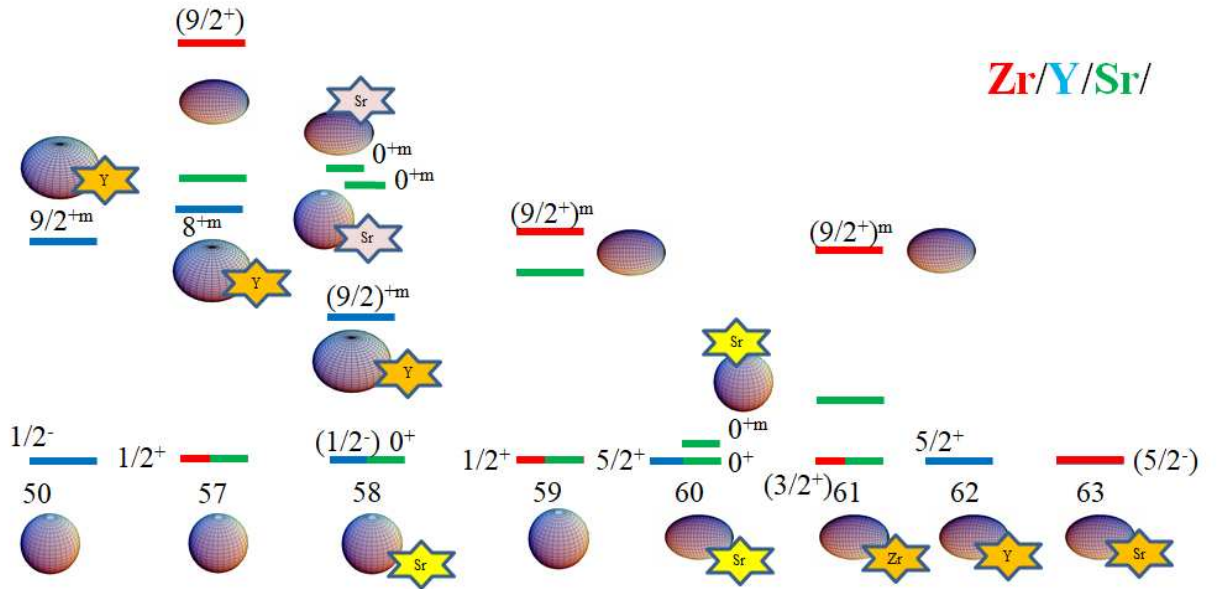 (9/2⁺)
Zr/Y/Sr/
Sr
0⁺ᵐ
0⁺ᵐ
Y
9/2⁺ᵐ
8⁺ᵐ
Sr
(9/2⁺)ᵐ
(9/2⁺)ᵐ
Y
(9/2)⁺ᵐ
Sr
Y
1/2⁻
1/2⁺
(1/2⁻) 0⁺
1/2⁺
5/2⁺
0⁺ᵐ
0⁺
(3/2⁺)
5/2⁺
(5/2⁻)
50 57 58 59 60 61 62 63
Sr Sr Zr Y Sr